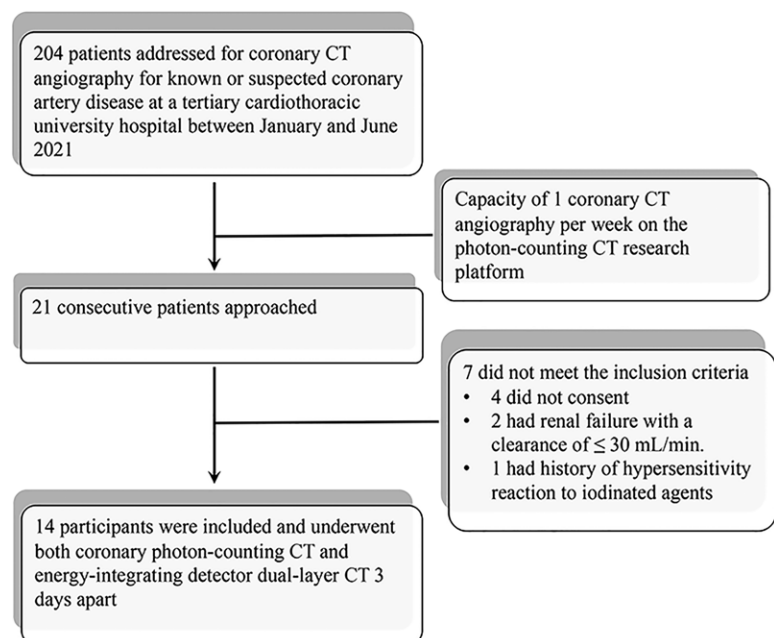 204 patients addressed for coronary CT
angiography for known or suspected coronary
artery disease at a tertiary cardiothoracic
university hospital between January and June
2021
Capacity of 1 coronary CT
angiography per week on the
photon-counting CT research
platform
21 consecutive patients approached
7 did not meet the inclusion criteria
• 4 did not consent
• 2 had renal failure with a
clearance of ≤ 30 mL/min.
• 1 had history of hypersensitivity
reaction to iodinated agents
14 participants were included and underwent
both coronary photon-counting CT and
energy-integrating detector dual-layer CT 3
days apart